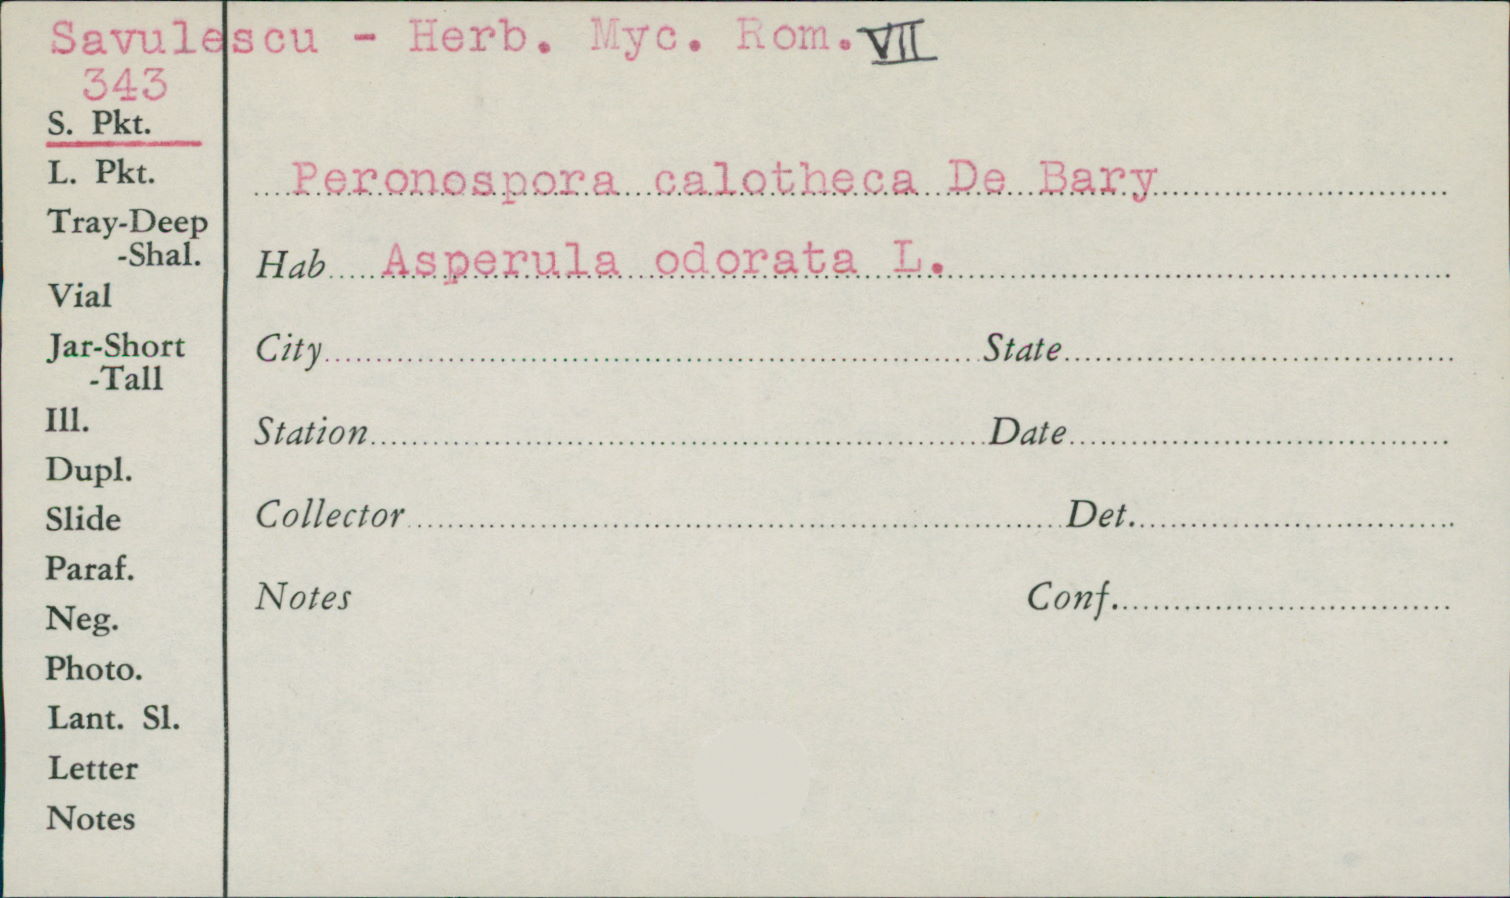 Savulescu - Herb. Myc. Rom. VII
343
S. Pkt.
L. Pkt.
Tray-Deep
-Shal.
Vial
Jar-Short
-Tall
Ill.
Dupl.
Slide
Paraf.
Neg.
Photo.
Lant. Sl.
Letter
Notes
Peronospora calotheca De Bary
Hab Asperula odorata L.
City State
Station Date
Collector Det.
Notes Conf.